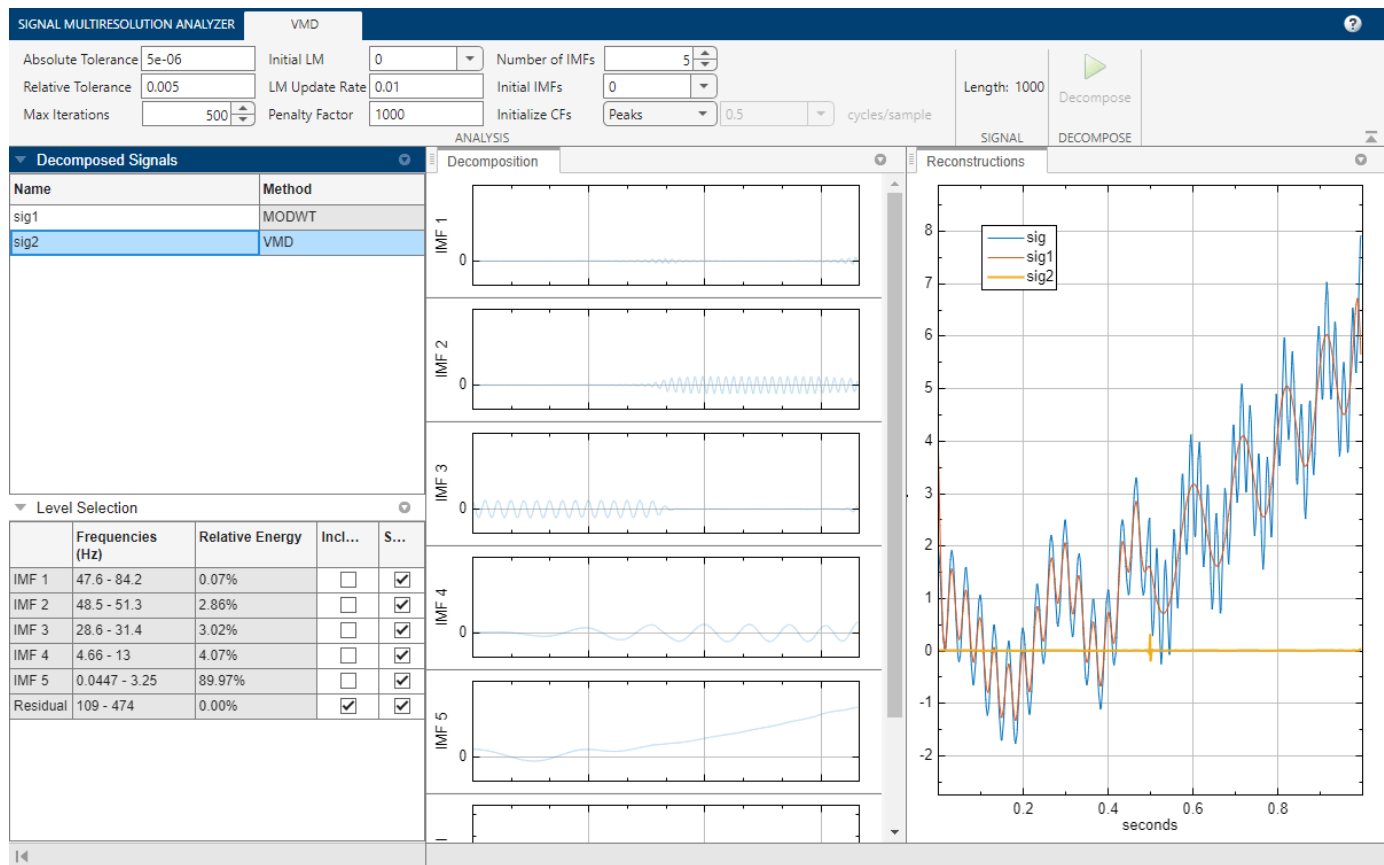 SIGNAL MULTIRESOLUTION ANALYZER VMD ?
Absolute Tolerance 5e-06 Initial LM 0 Number of IMFs 5
Relative Tolerance 0.005 LM Update Rate 0.01 Initial IMFs 0 Length: 1000 Decompose
Max Iterations 500 Penalty Factor 1000 Initialize CFs Peaks 0.5 cycles/sample
ANALYSIS SIGNAL DECOMPOSE
Decomposed Signals
Name Method
sig1 MODWT
sig2 VMD
Level Selection
Frequencies (Hz) Relative Energy Incl... S...
IMF 1 47.6 - 84.2 0.07%
IMF 2 48.5 - 51.3 2.86%
IMF 3 28.6 - 31.4 3.02%
IMF 4 4.66 - 13 4.07%
IMF 5 0.0447 - 3.25 89.97%
Residual 109 - 474 0.00%
Decomposition
IMF 1
0
IMF 2
0
IMF 3
0
IMF 4
0
IMF 5
0
Reconstructions
sig
sig1
sig2
8
7
6
5
4
3
2
1
0
-1
-2
0.2 0.4 0.6 0.8
seconds